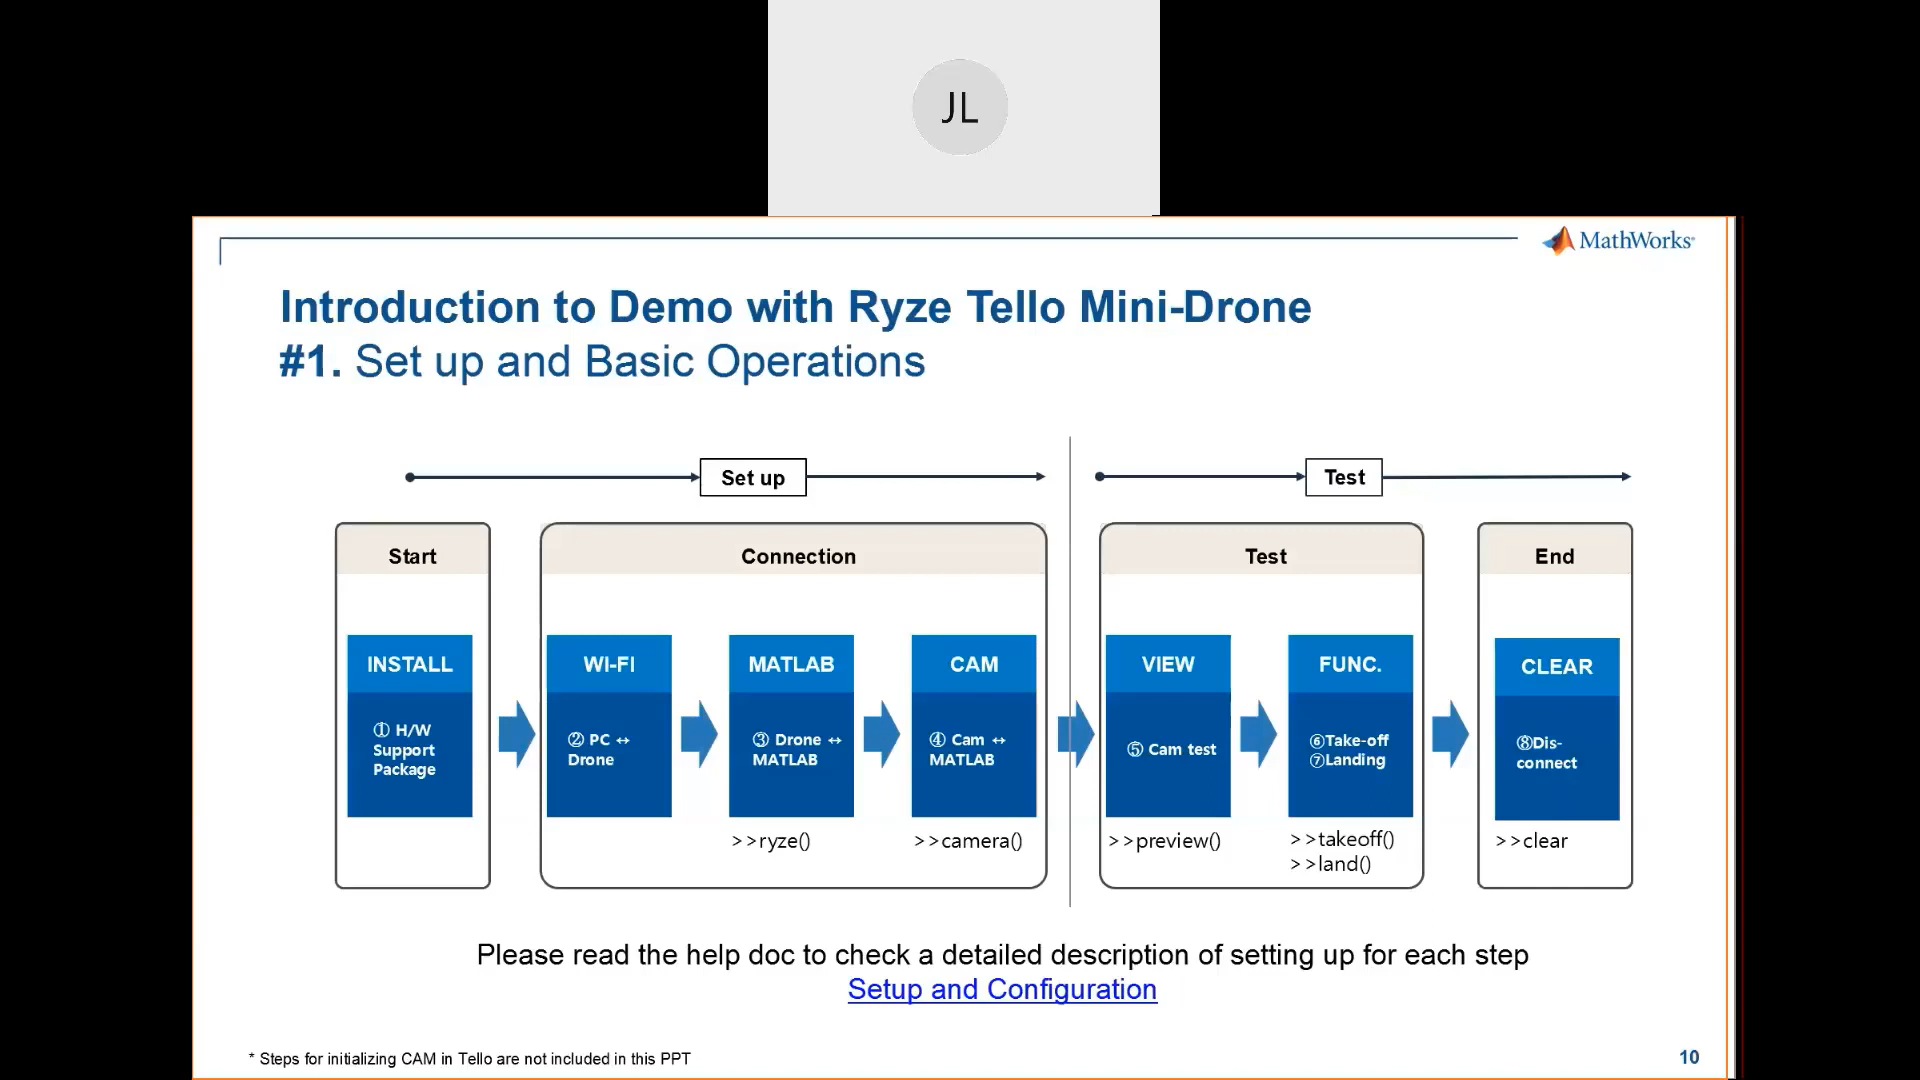 JL
MathWorks®
Introduction to Demo with Ryze Tello Mini-Drone
#1. Set up and Basic Operations
Set up
Test
Start
Connection
Test
End
INSTALL
① H/W
Support
Package
WI-FI
② PC ↔
Drone
MATLAB
③ Drone ↔
MATLAB
>>ryze()
CAM
④ Cam ↔
MATLAB
>>camera()
VIEW
⑤ Cam test
>>preview()
FUNC.
⑥Take-off
⑦Landing
>>takeoff()
>>land()
CLEAR
⑧Dis-
connect
>>clear
Please read the help doc to check a detailed description of setting up for each step
Setup and Configuration
* Steps for initializing CAM in Tello are not included in this PPT
10